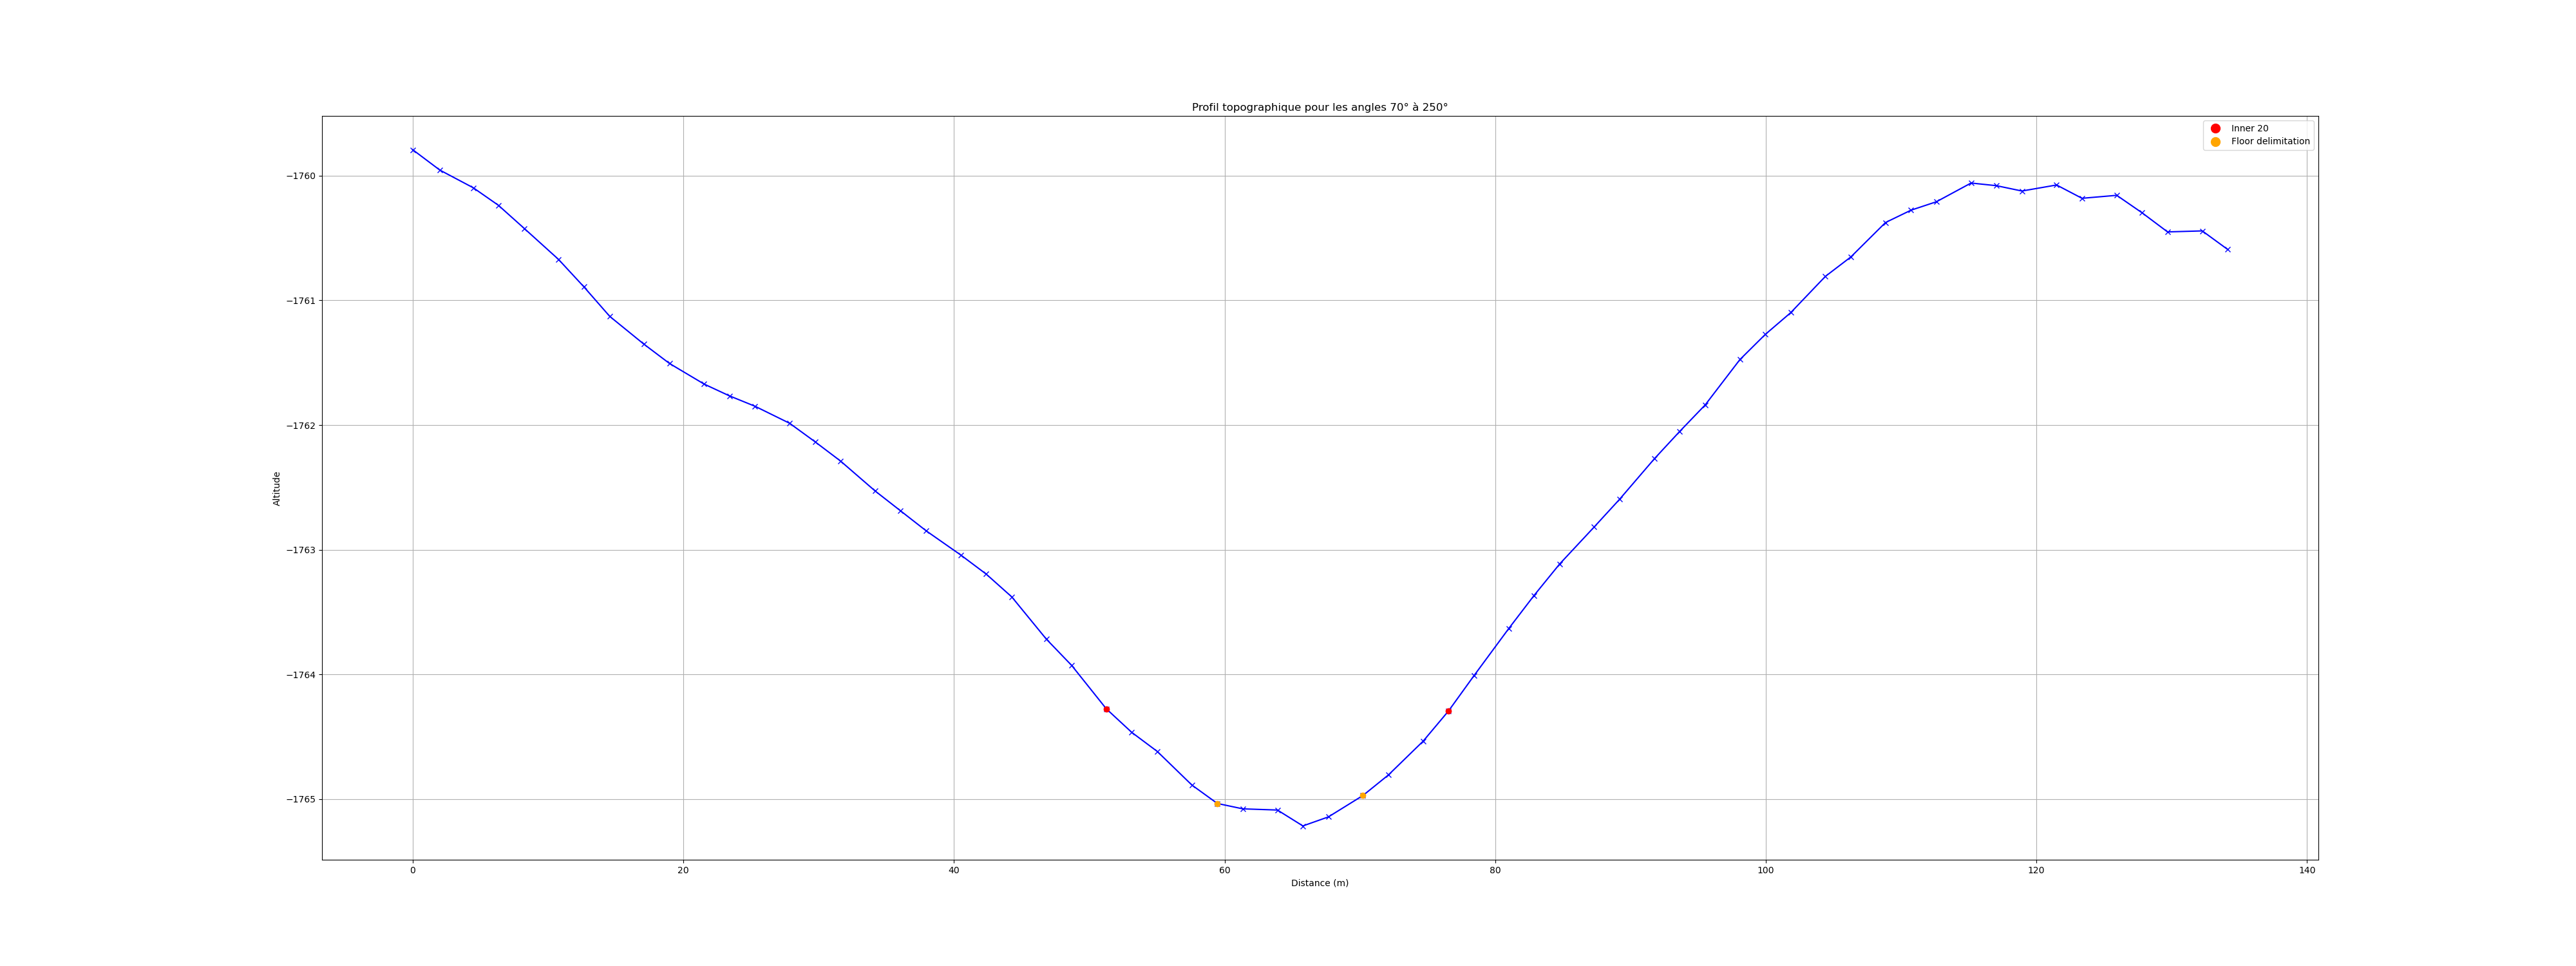 Profil topographique pour les angles 70° à 250°
Inner 20
Floor delimitation
−1760
−1761
−1762
−1763
−1764
−1765
Altitude
0
20
40
60
80
100
120
140
Distance (m)